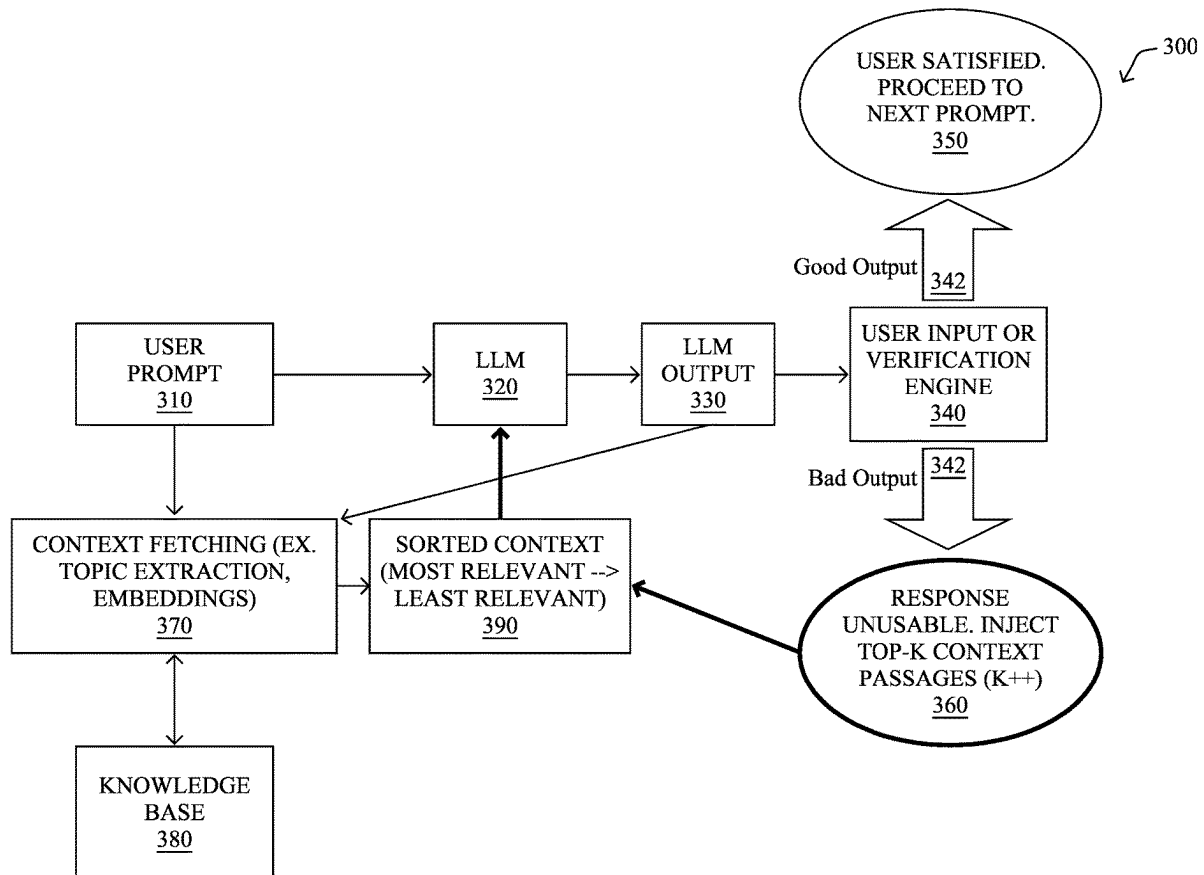 USER SATISFIED.
PROCEED TO
NEXT PROMPT.
350
300
Good Output
342
USER
PROMPT
310
LLM
320
LLM
OUTPUT
330
USER INPUT OR
VERIFICATION
ENGINE
340
Bad Output
342
CONTEXT FETCHING (EX.
TOPIC EXTRACTION,
EMBEDDINGS)
370
SORTED CONTEXT
(MOST RELEVANT -->
LEAST RELEVANT)
390
RESPONSE
UNUSABLE. INJECT
TOP-K CONTEXT
PASSAGES (K++)
360
KNOWLEDGE
BASE
380